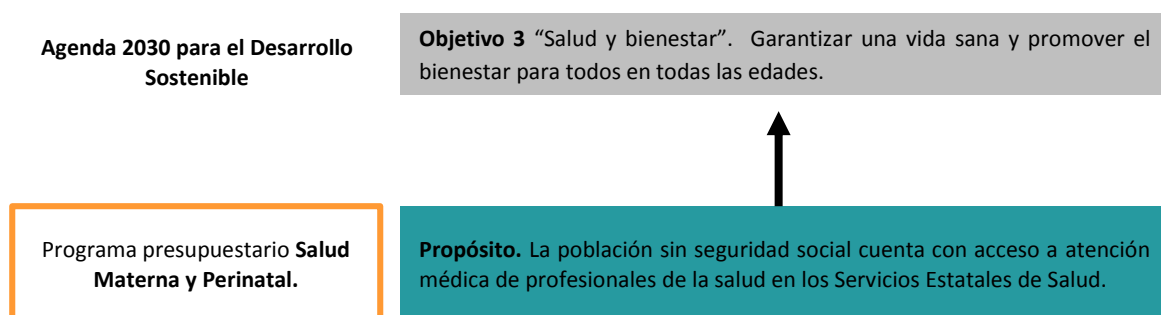 Agenda 2030 para el Desarrollo
Sostenible
Objetivo 3 “Salud y bienestar”. Garantizar una vida sana y promover el
bienestar para todos en todas las edades.
Programa presupuestario Salud
Materna y Perinatal.
Propósito. La población sin seguridad social cuenta con acceso a atención
médica de profesionales de la salud en los Servicios Estatales de Salud.